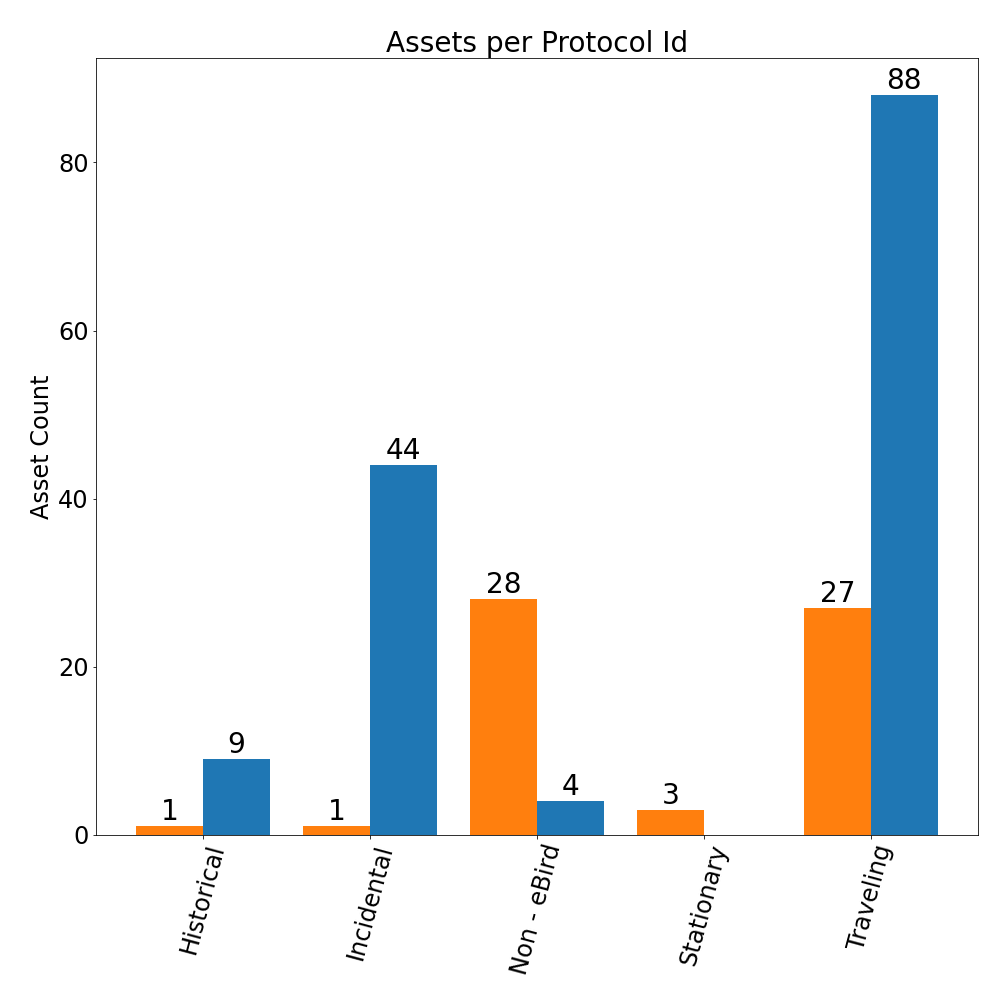 Assets per Protocol Id
Asset Count
80
60
40
20
0
1
9
1
44
28
4
3
27
88
Historical
Incidental
Non - eBird
Stationary
Traveling